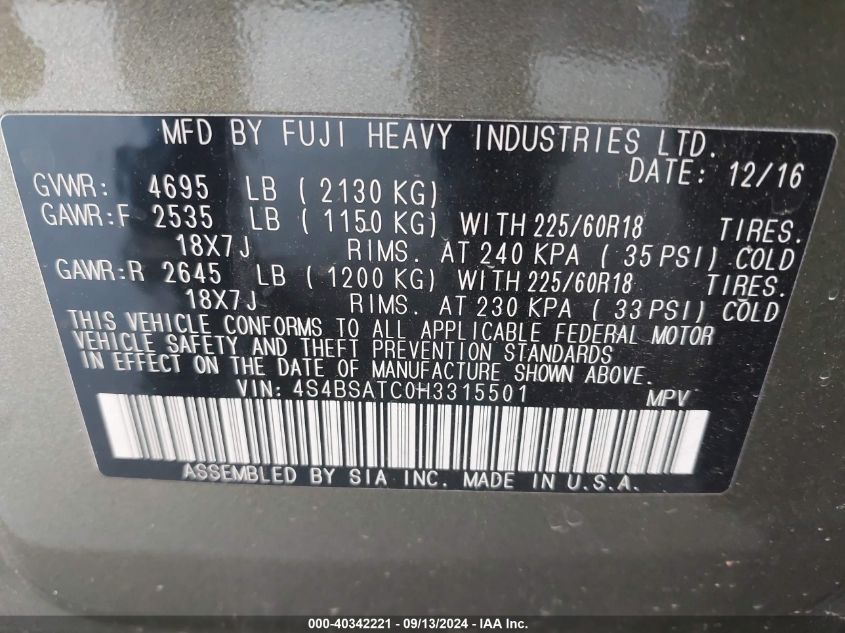 MFD BY FUJI HEAVY INDUSTRIES LTD.
DATE: 12/16
GVWR: 4695 LB ( 2130 KG)
GAWR:F 2535 LB ( 1150 KG) WITH 225/60R18 TIRES.
18X7J RIMS. AT 240 KPA ( 35 PSI) COLD
GAWR:R 2645 LB ( 1200 KG) WITH 225/60R18 TIRES.
18X7J RIMS. AT 230 KPA ( 33 PSI) COLD
THIS VEHICLE CONFORMS TO ALL APPLICABLE FEDERAL MOTOR
VEHICLE SAFETY AND THEFT PREVENTION STANDARDS
IN EFFECT ON THE DATE OF MANUFACTURE SHOWN ABOVE.
VIN: 4S4BSATC0H3315501 MPV
ASSEMBLED BY SIA INC. MADE IN U.S.A.
000-40342221 - 09/13/2024 - IAA Inc.